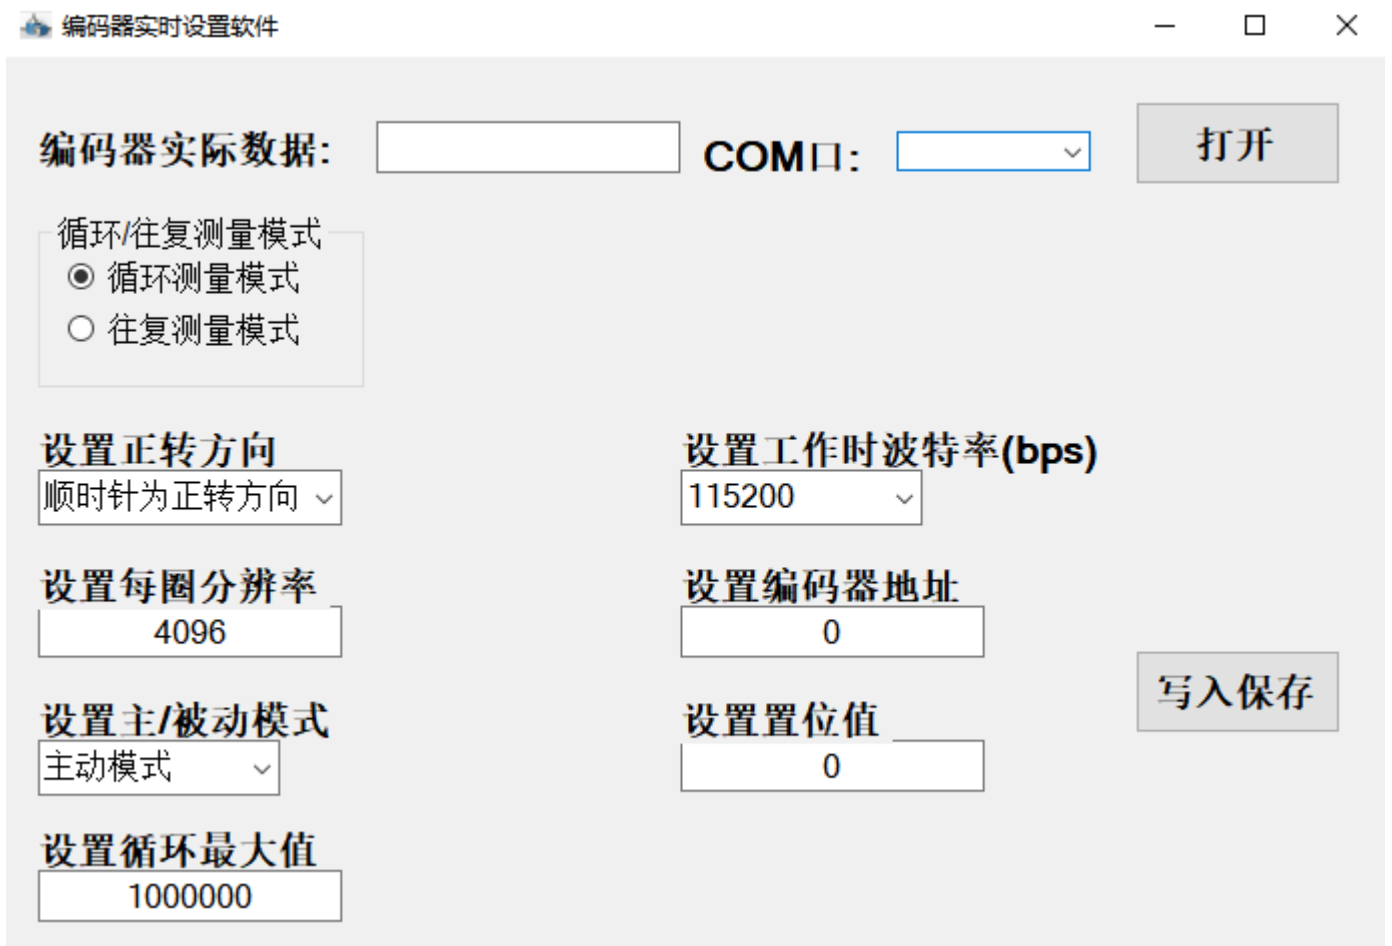 编码器实时设置软件
编码器实际数据:
COM口:
打开
循环/往复测量模式
循环测量模式
往复测量模式
设置正转方向
顺时针为正转方向
设置工作时波特率(bps)
115200
设置每圈分辨率
4096
设置编码器地址
0
写入保存
设置主/被动模式
主动模式
设置置位值
0
设置循环最大值
1000000